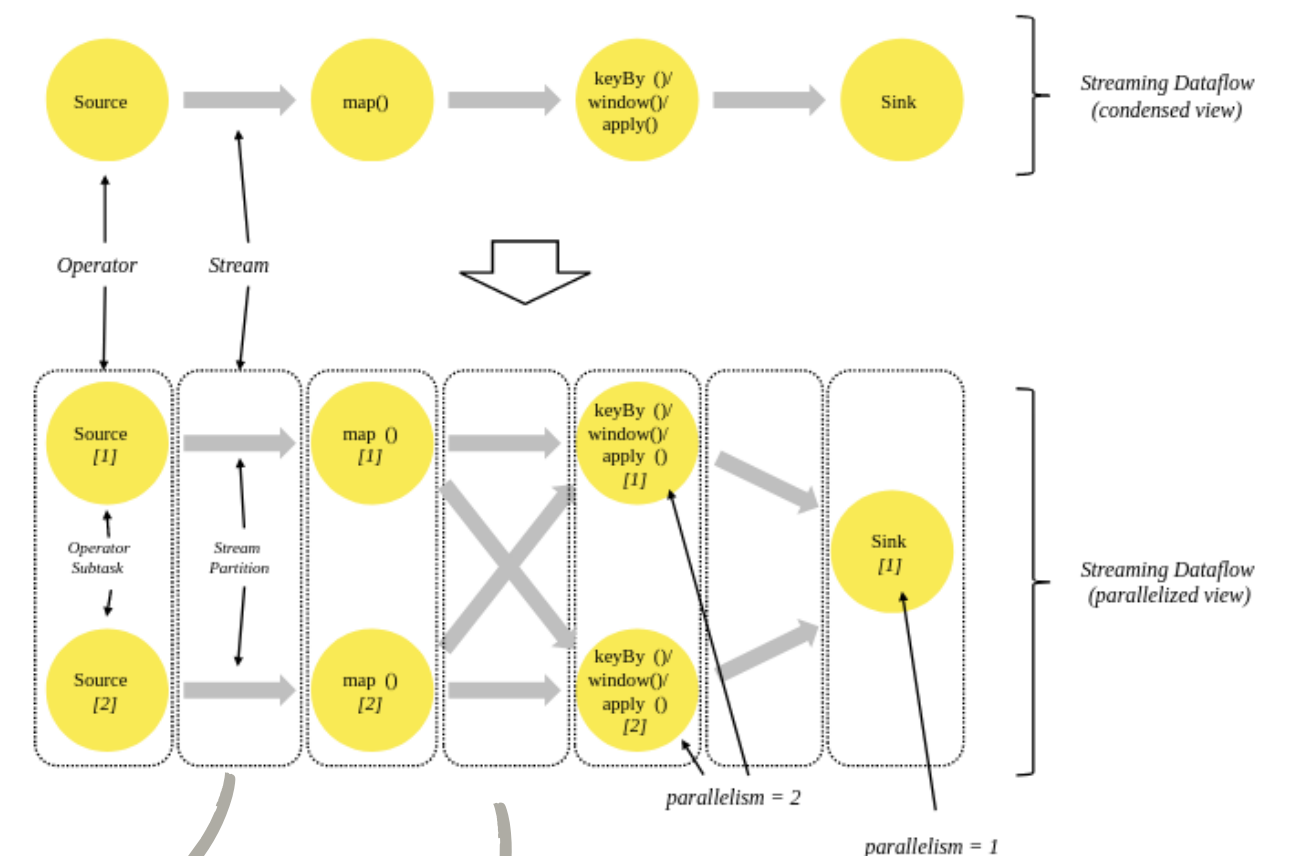 Source
map()
keyBy ()/
window()/
apply()
Sink
Streaming Dataflow
(condensed view)
Operator
Stream
Source
[1]
map ()
[1]
keyBy ()/
window()/
apply ()
[1]
Operator
Subtask
Stream
Partition
Sink
[1]
Streaming Dataflow
(parallelized view)
Source
[2]
map ()
[2]
keyBy ()/
window()/
apply ()
[2]
parallelism = 2
parallelism = 1